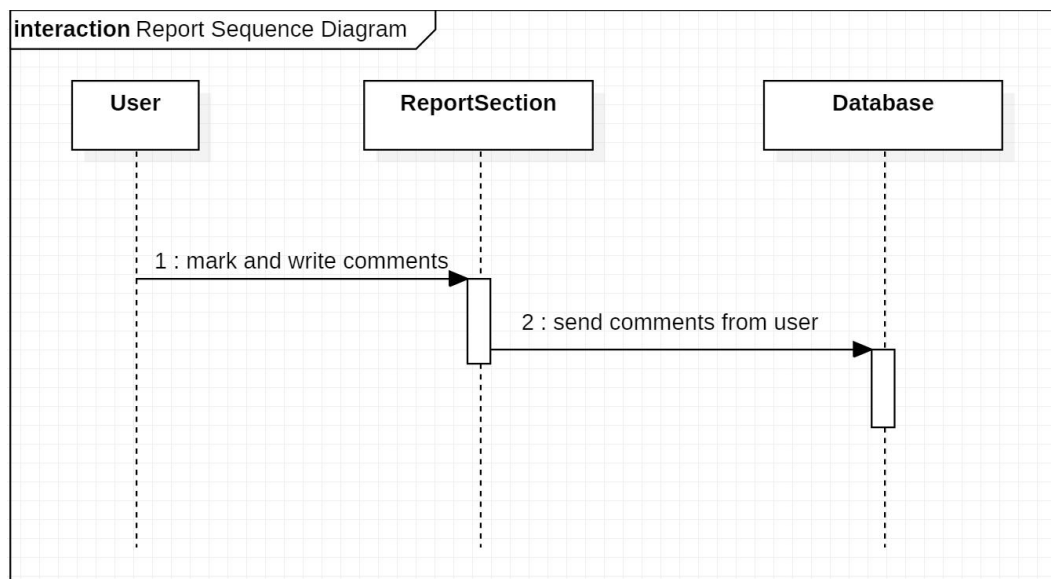 interaction Report Sequence Diagram
User
ReportSection
Database
1 : mark and write comments
2 : send comments from user